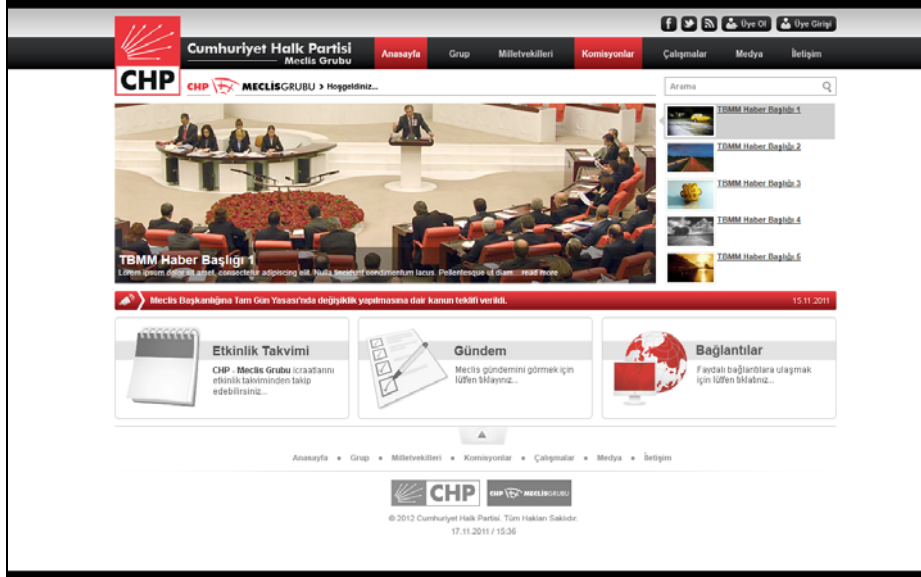 Üye Ol
Üye Girişi
Cumhuriyet Halk Partisi
Meclis Grubu
Anasayfa
Grup
Milletvekilleri
Komisyonlar
Çalışmalar
Medya
İletişim
CHP
CHP MECLİSGRUBU > Hoşgeldiniz...
Arama
TBMM Haber Başlığı 1
TBMM Haber Başlığı 2
TBMM Haber Başlığı 3
TBMM Haber Başlığı 4
TBMM Haber Başlığı 5
TBMM Haber Başlığı 1
Lorem ipsum dolor sit amet, consectetur adipiscing elit. Nulla tincidunt condimentum lacus. Pellentesque ut diam... read more
Meclis Başkanlığına Tam Gün Yasası'nda değişiklik yapılmasına dair kanun teklifi verildi.
15.11.2011
Etkinlik Takvimi
CHP - Meclis Grubu icraatlarını
etkinlik takviminden takip
edebilirsiniz...
Gündem
Meclis gündemini görmek için
lütfen tıklayınız...
Bağlantılar
Faydalı bağlantılara ulaşmak
için lütfen tıklatınız...
Anasayfa • Grup • Milletvekilleri • Komisyonlar • Çalışmalar • Medya • İletişim
CHP
CHP MECLİSGRUBU
© 2012 Cumhuriyet Halk Partisi. Tüm Hakları Saklıdır.
17.11.2011 / 15:36